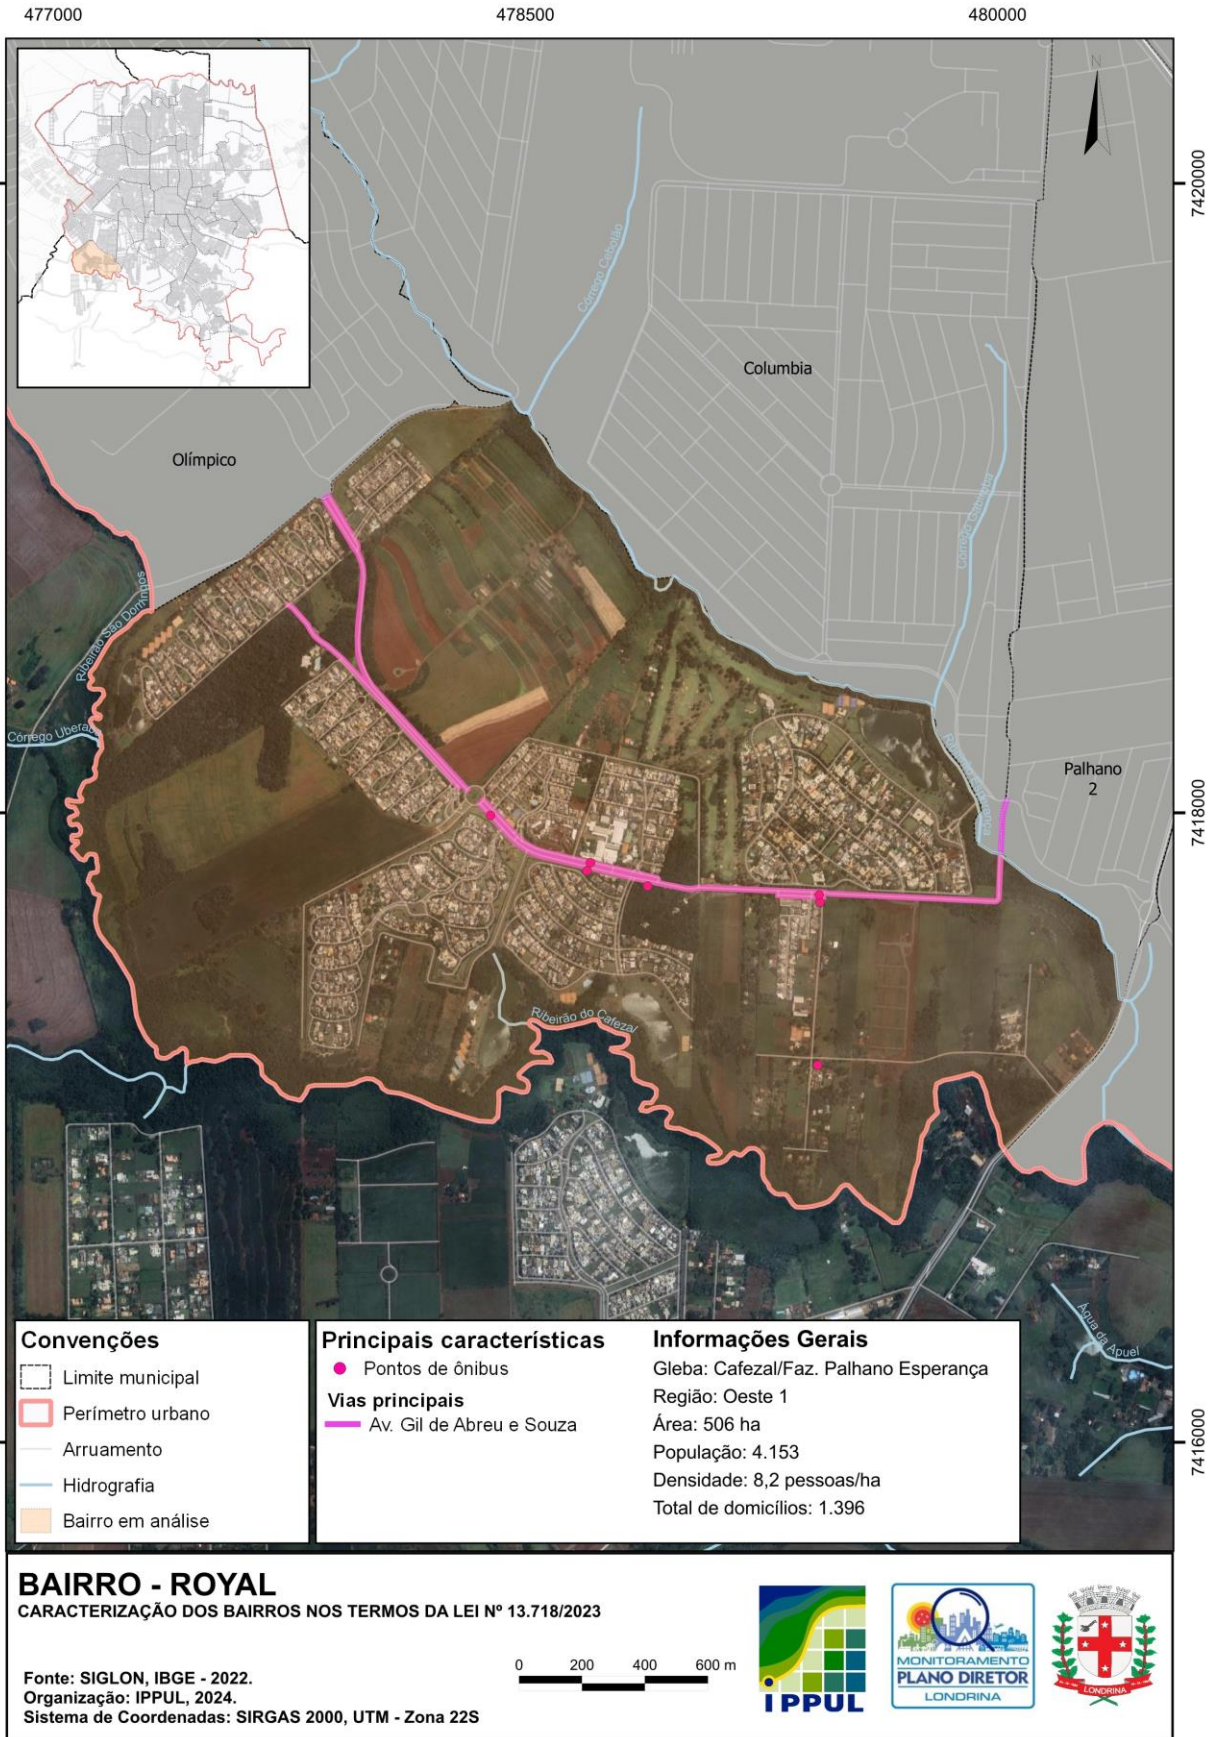 477000
478500
480000
N
7420000
Córrego Cebolão
Columbia
Olímpico
Ribeirão São Domingos
Córrego Uberaba
Palhano
2
7418000
Ribeirão do Cafezal
Água da Apuel
7416000
Convenções
Limite municipal
Perímetro urbano
Arruamento
Hidrografia
Bairro em análise
Principais características
Pontos de ônibus
Vias principais
Av. Gil de Abreu e Souza
Informações Gerais
Gleba: Cafezal/Faz. Palhano Esperança
Região: Oeste 1
Área: 506 ha
População: 4.153
Densidade: 8,2 pessoas/ha
Total de domicílios: 1.396
BAIRRO - ROYAL
CARACTERIZAÇÃO DOS BAIRROS NOS TERMOS DA LEI Nº 13.718/2023
Fonte: SIGLON, IBGE - 2022.
Organização: IPPUL, 2024.
Sistema de Coordenadas: SIRGAS 2000, UTM - Zona 22S
0 200 400 600 m
IPPUL
MONITORAMENTO
PLANO DIRETOR
LONDRINA
LONDRINA